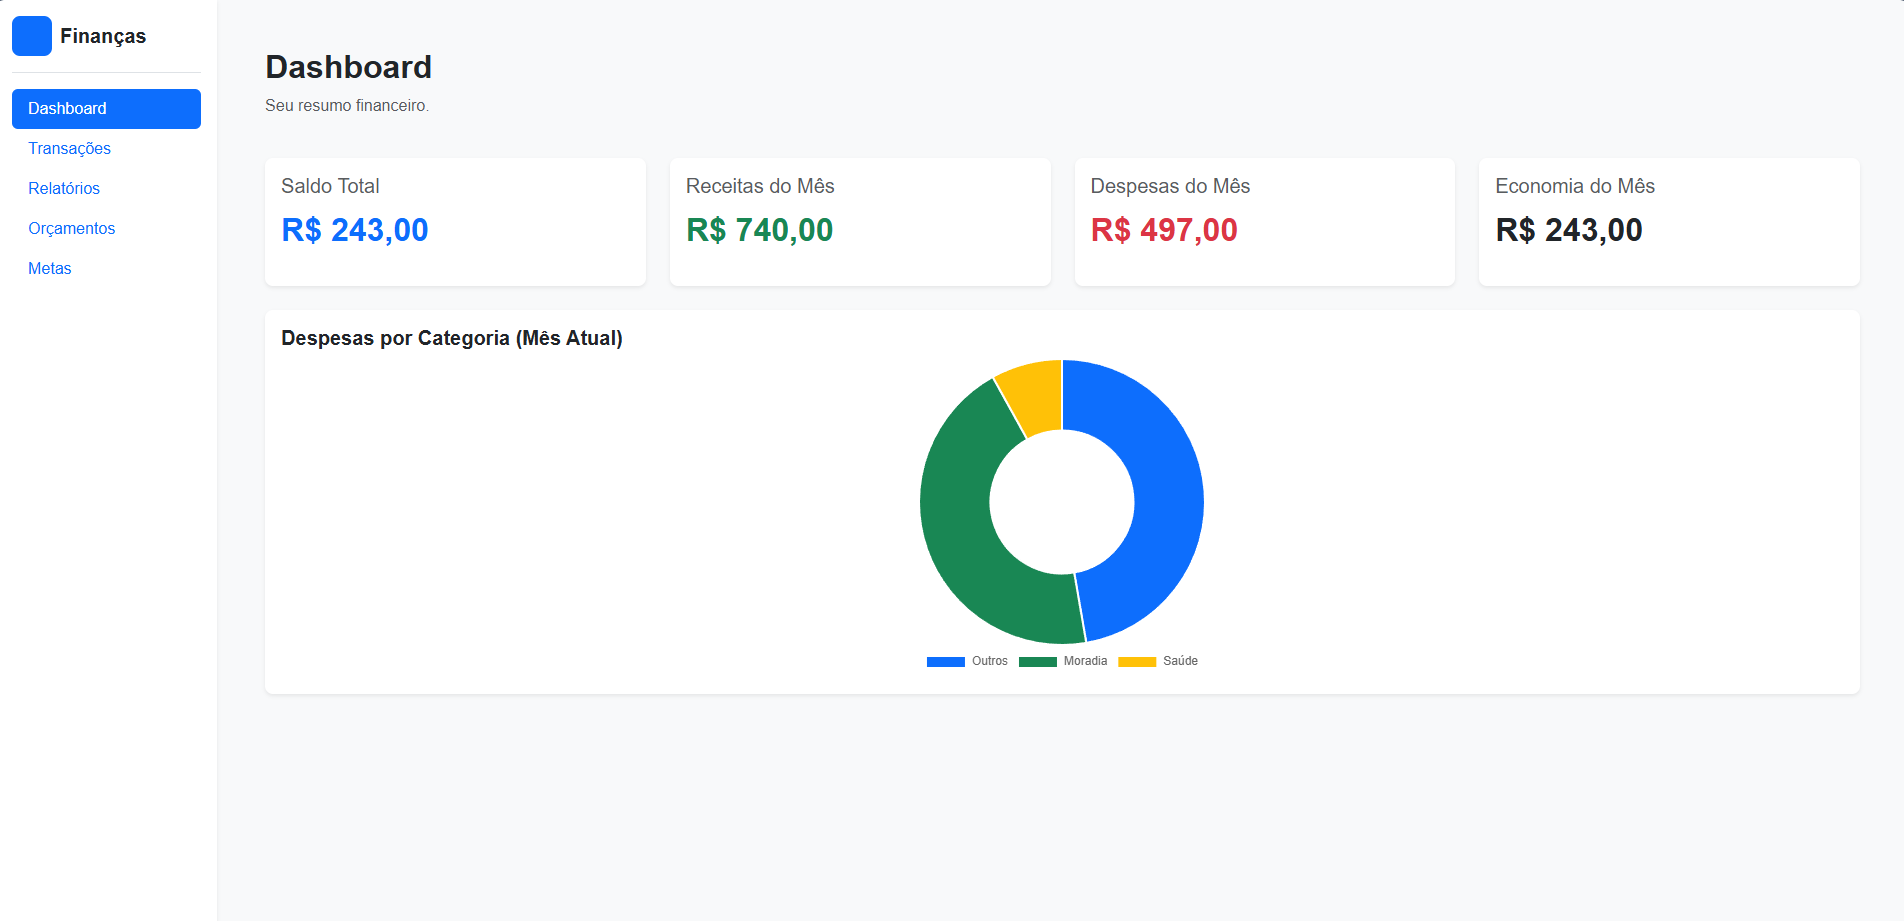 Finanças
Dashboard
Transações
Relatórios
Orçamentos
Metas
Dashboard
Seu resumo financeiro.
Saldo Total
R$ 243,00
Receitas do Mês
R$ 740,00
Despesas do Mês
R$ 497,00
Economia do Mês
R$ 243,00
Despesas por Categoria (Mês Atual)
Outros Moradia Saúde